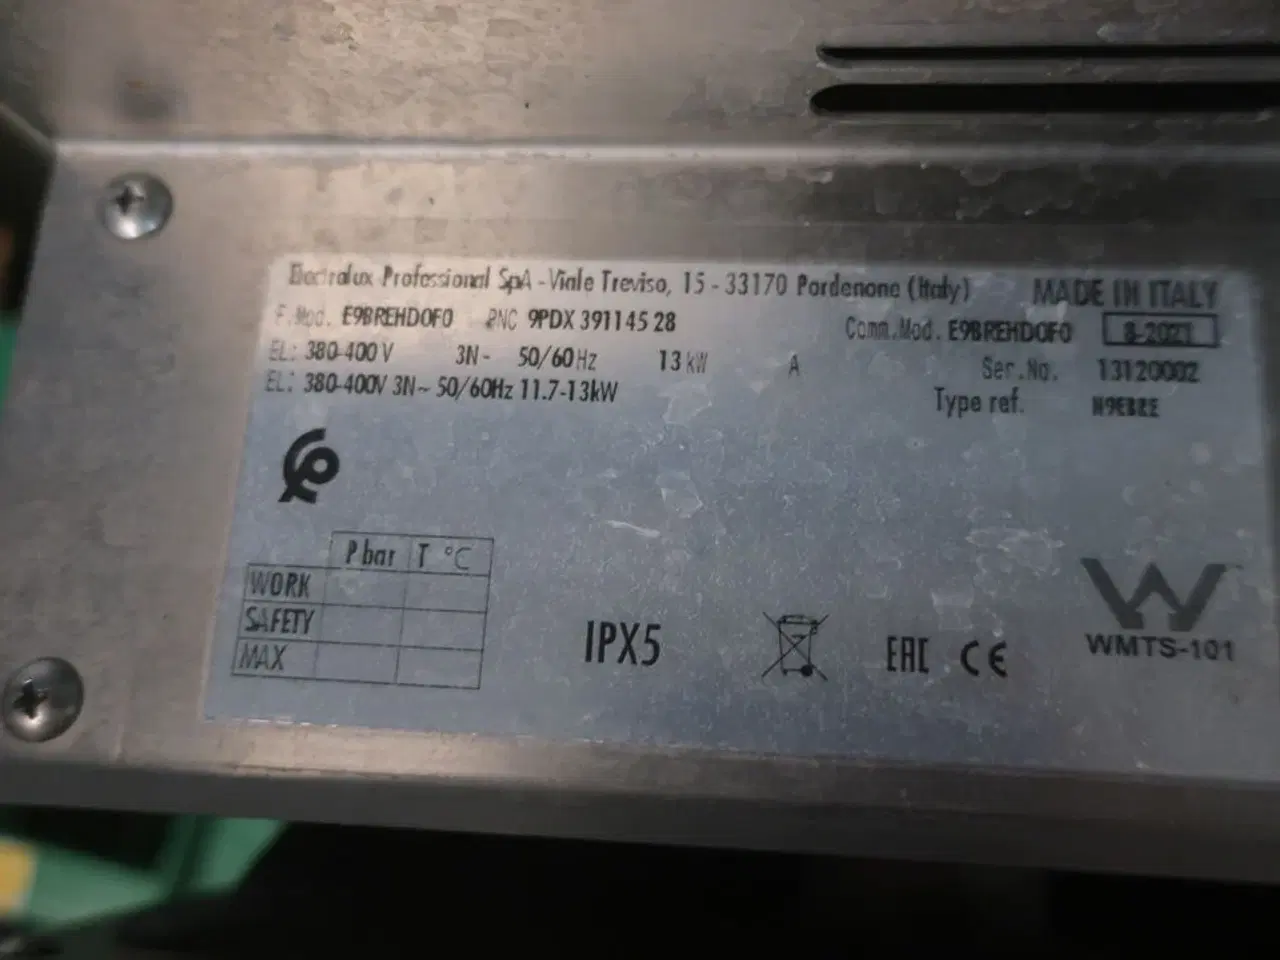 Electrolux Professional SpA - Viale Treviso, 15 - 33170 Pordenone (Italy) MADE IN ITALY
F.Mod. E9BREHDOF0 PNC 9PDX 391145 28 Comm.Mod. E9BREHDOF0 8-2021
EL: 380-400 V 3N~ 50/60 Hz 13 kW A Ser.No. 13120002
EL: 380-400V 3N~ 50/60Hz 11.7-13kW Type ref. N9EBRE
P bar T °C
WORK
SAFETY
MAX
IPX5 EAC CE
WMTS-101